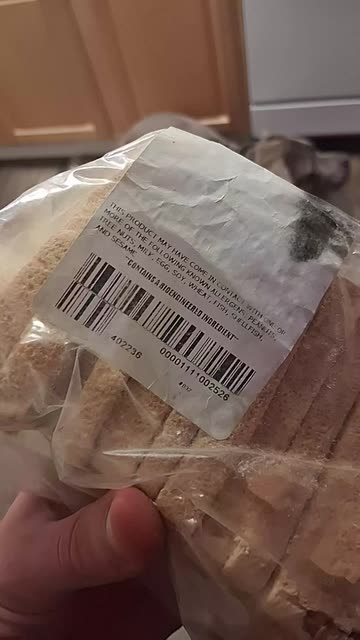 THIS PRODUCT MAY HAVE COME IN CONTACT WITH ONE OR
MORE OF THE FOLLOWING KNOWN ALLERGENS, PEANUTS,
TREE NUTS, MILK, EGG, SOY, WHEAT, FISH, SHELLFISH,
AND SESAME
"CONTAINS A BIOENGINEERED INGREDIENT"
402236 00001111002526